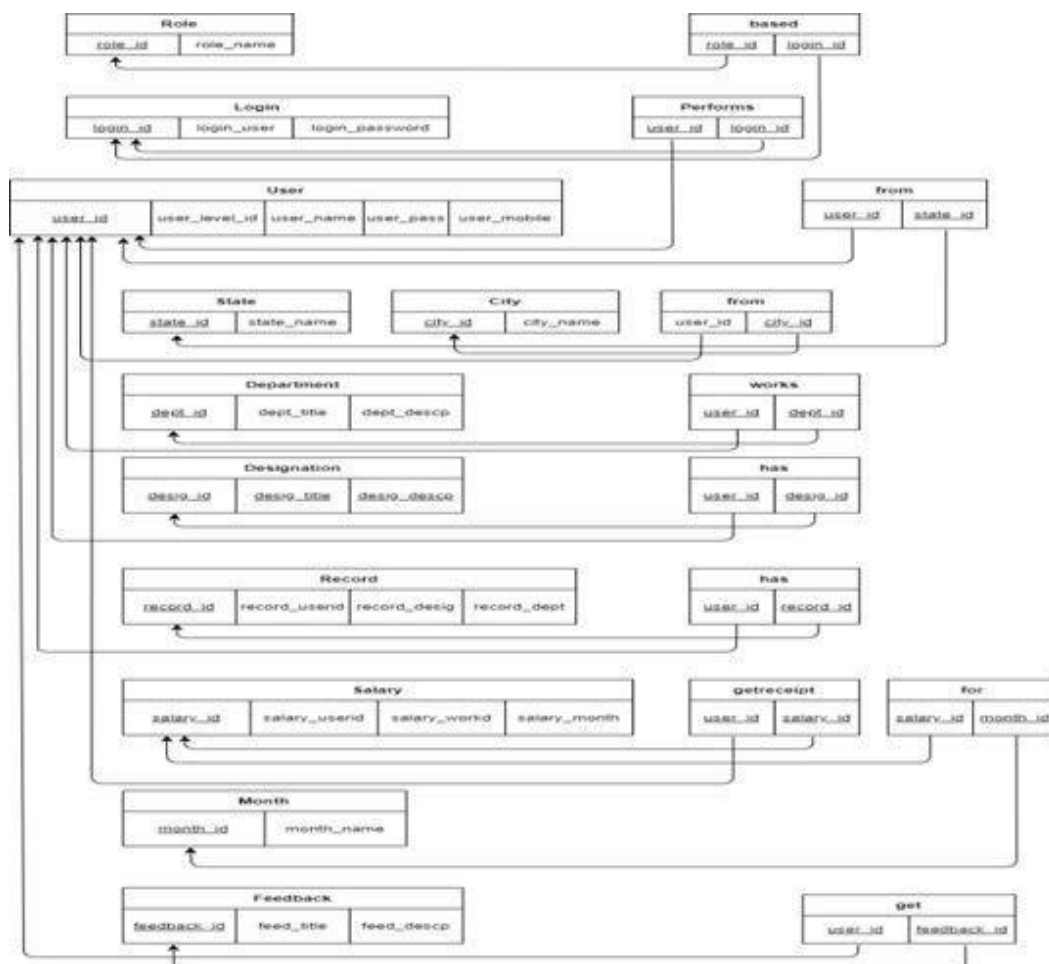 Role
based
role_id role_name
role_id login_id
Login
Performs
login_id login_user login_password
user_id login_id
User
from
user_id user_level_id user_name user_pass user_mobile
user_id state_id
State
City
from
state_id state_name
city_id city_name
user_id city_id
Department
works
dept_id dept_title dept_descp
user_id dept_id
Designation
has
desig_id desig_title desig_descp
user_id desig_id
Record
has
record_id record_userid record_desig record_dept
user_id record_id
Salary
getreceipt
for
salary_id salary_userid salary_workd salary_month
user_id salary_id
salary_id month_id
Month
month_id month_name
Feedback
get
feedback_id feed_title feed_descp
user_id feedback_id